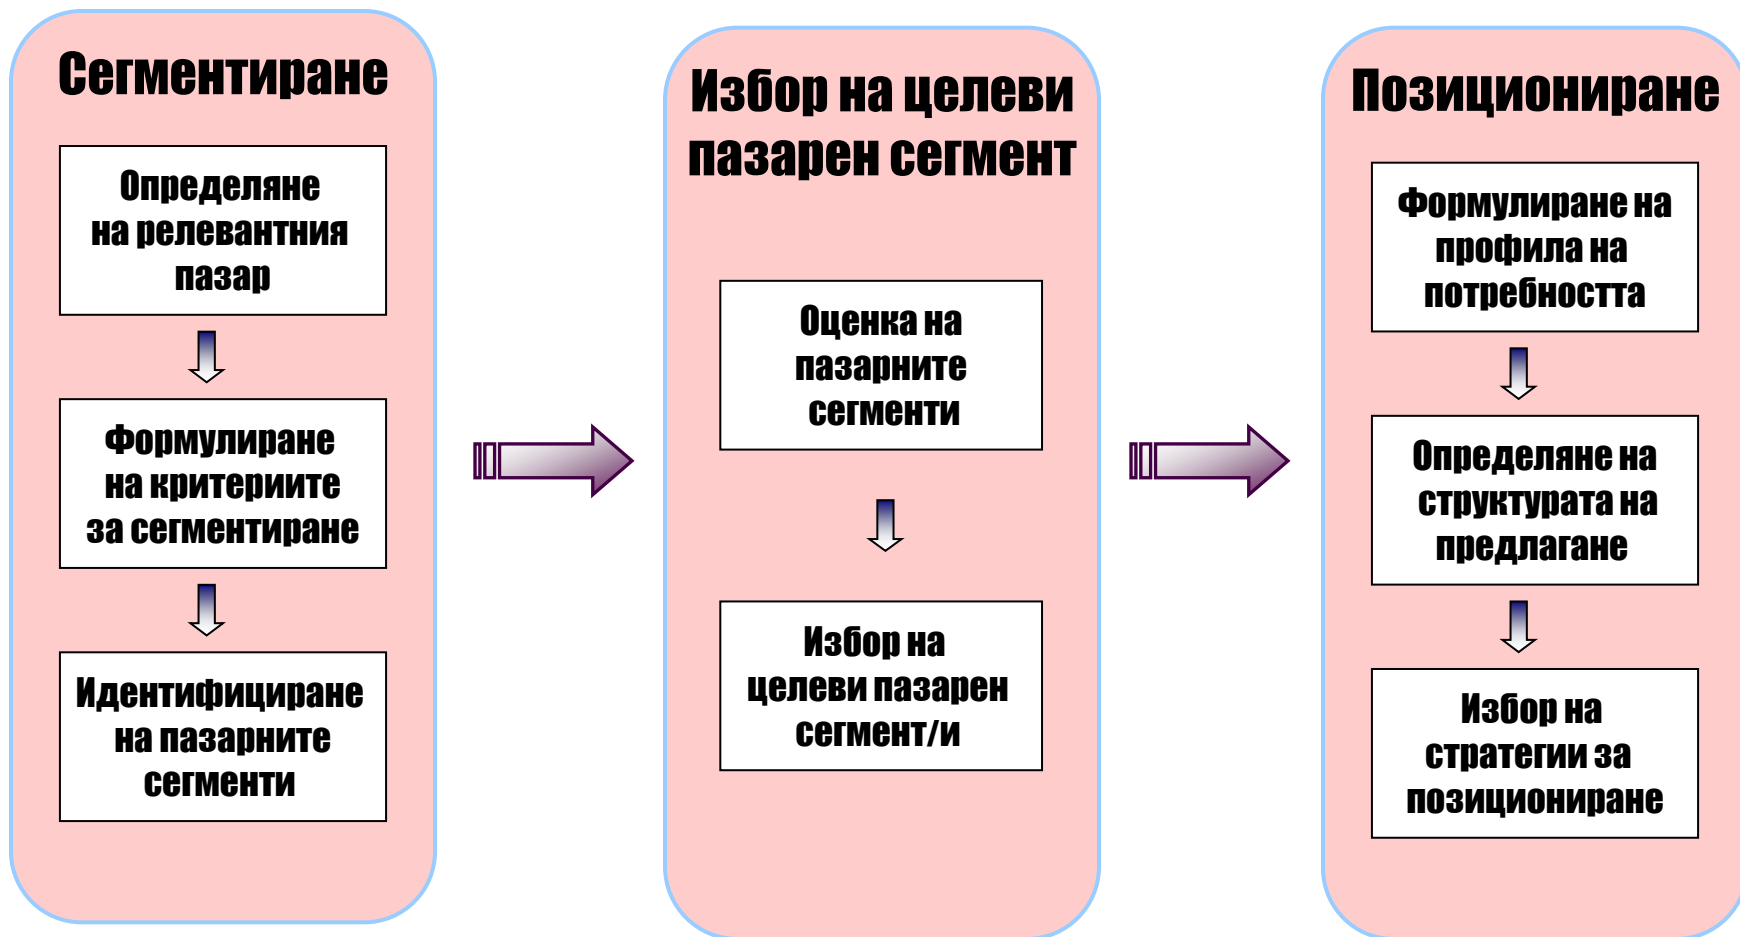 Сегментиране
Определяне
на релевантния
пазар
Формулиране
на критериите
за сегментиране
Идентифициране
на пазарните
сегменти
Избор на целеви
пазарен сегмент
Оценка на
пазарните
сегменти
Избор на
целеви пазарен
сегмент/и
Позициониране
Формулиране на
профила на
потребността
Определяне на
структурата на
предлагане
Избор на
стратегии за
позициониране